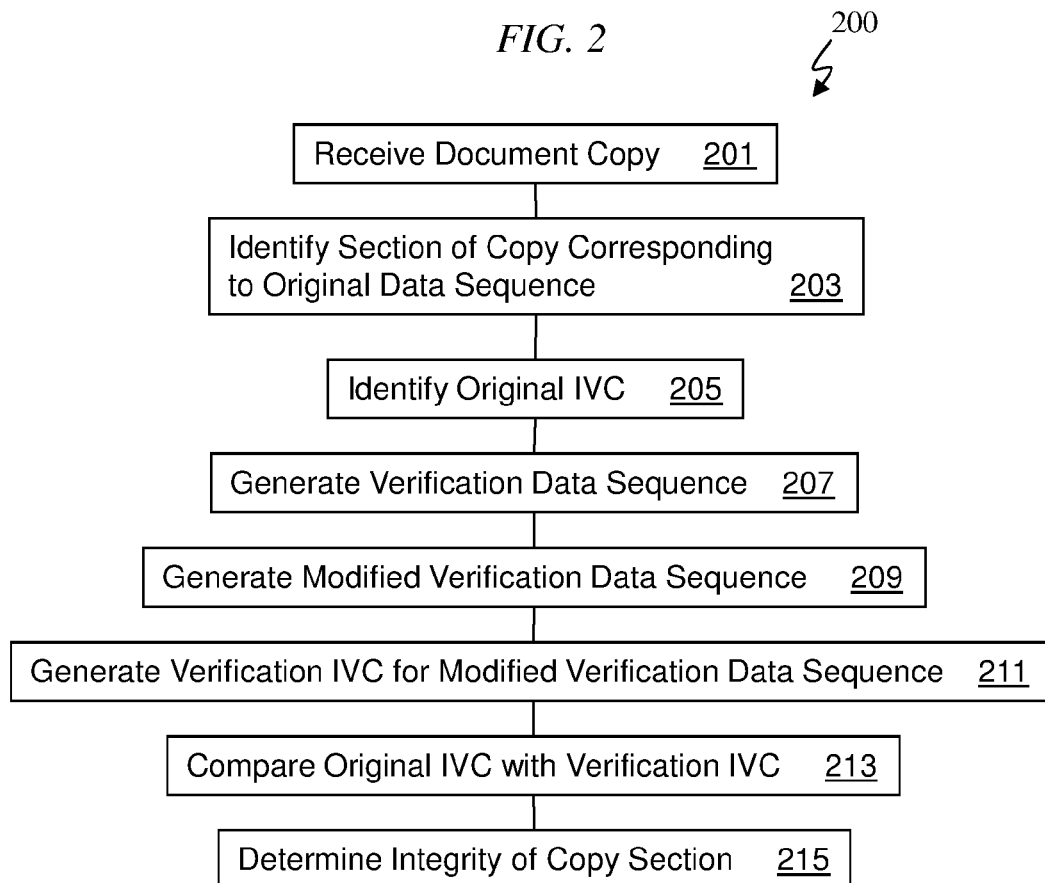 FIG. 2
200
Receive Document Copy 201
Identify Section of Copy Corresponding
to Original Data Sequence 203
Identify Original IVC 205
Generate Verification Data Sequence 207
Generate Modified Verification Data Sequence 209
Generate Verification IVC for Modified Verification Data Sequence 211
Compare Original IVC with Verification IVC 213
Determine Integrity of Copy Section 215